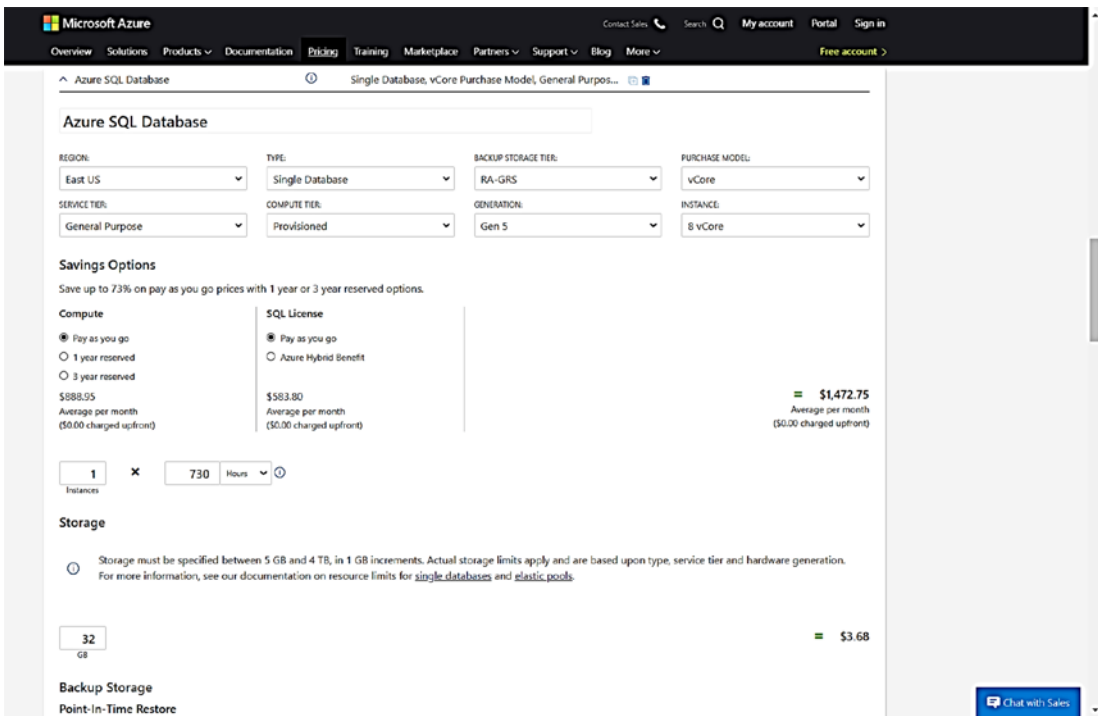 Microsoft Azure
Contact Sales Search My account Portal Sign in
Overview Solutions Products Documentation Pricing Training Marketplace Partners Support Blog More Free account >
Azure SQL Database Single Database, vCore Purchase Model, General Purpos...
Azure SQL Database
REGION: TYPE: BACKUP STORAGE TIER: PURCHASE MODEL:
East US Single Database RA-GRS vCore
SERVICE TIER: COMPUTE TIER: GENERATION: INSTANCE:
General Purpose Provisioned Gen 5 8 vCore
Savings Options
Save up to 73% on pay as you go prices with 1 year or 3 year reserved options.
Compute SQL License
Pay as you go Pay as you go
1 year reserved Azure Hybrid Benefit
3 year reserved
$888.95 $583.80 = $1,472.75
Average per month Average per month Average per month
($0.00 charged upfront) ($0.00 charged upfront) ($0.00 charged upfront)
1 × 730 Hours
Instances
Storage
Storage must be specified between 5 GB and 4 TB, in 1 GB increments. Actual storage limits apply and are based upon type, service tier and hardware generation.
For more information, see our documentation on resource limits for single databases and elastic pools.
32 = $3.68
GB
Backup Storage
Point-In-Time Restore
Chat with Sales